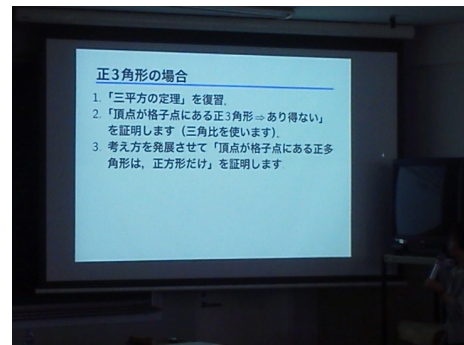 正3角形の場合
1. 「三平方の定理」を復習.
2. 「頂点が格子点にある正3角形⇒あり得ない」
を証明します（三角比を使います）.
3. 考え方を発展させて「頂点が格子点にある正多
角形は，正方形だけ」を証明します